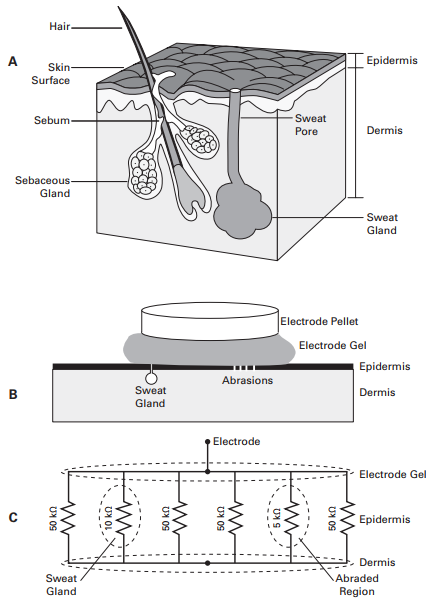 Hair
A
Skin
Surface
Epidermis
Sebum
Sweat
Pore
Dermis
Sebaceous
Gland
Sweat
Gland
Electrode Pellet
Electrode Gel
Epidermis
B
Sweat
Gland
Abrasions
Dermis
Electrode
Electrode Gel
C
50 kΩ
10 kΩ
50 kΩ
50 kΩ
5 kΩ
50 kΩ
Epidermis
Dermis
Sweat
Gland
Abraded
Region